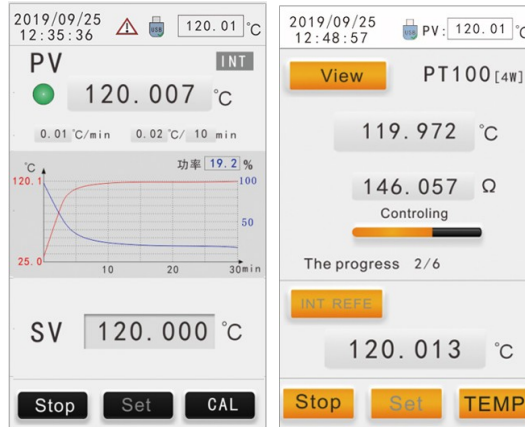 2019/09/25
12:35:36
USB
120.01 °C
PV
INT
120.007 °C
0.01 °C/min 0.02 °C/ 10 min
°C
功率 19.2 %
120.1
100
50
25.0
10 20 30min
SV 120.000 °C
Stop Set CAL
2019/09/25
12:48:57
USB
PV: 120.01 °C
View PT100[4W]
119.972 °C
146.057 Ω
Controling
The progress 2/6
INT REFE
120.013 °C
Stop Set TEMP